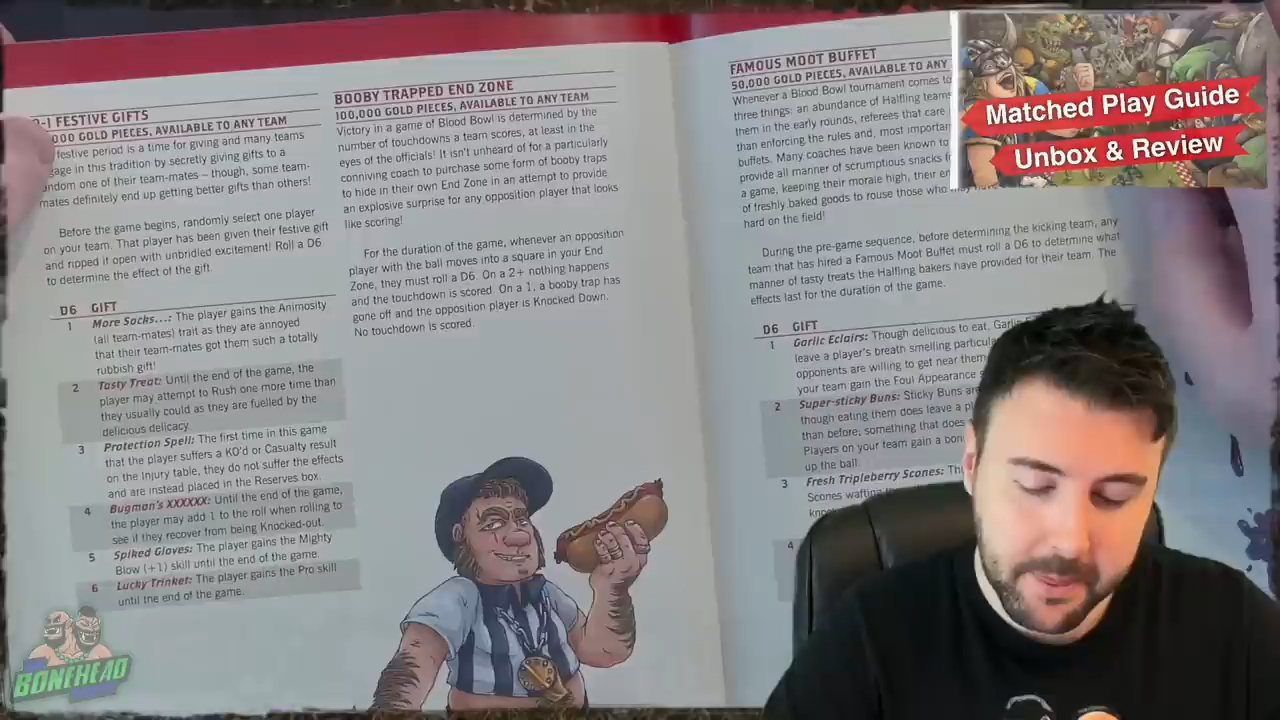 -1 FESTIVE GIFTS
000 GOLD PIECES, AVAILABLE TO ANY TEAM
festive period is a time for giving and many teams
gage in this tradition by secretly giving gifts to a
ndom one of their team-mates – though, some team-
mates definitely end up getting better gifts than others!
Before the game begins, randomly select one player
on your team. That player has been given their festive gift
and ripped it open with unbridled excitement! Roll a D6
to determine the effect of the gift.
D6 GIFT
1 More Socks...: The player gains the Animosity
(all team-mates) trait as they are annoyed
that their team-mates got them such a totally
rubbish gift!
2 Tasty Treat: Until the end of the game, the
player may attempt to Rush one more time than
they usually could as they are fuelled by the
delicious delicacy.
3 Protection Spell: The first time in this game
that the player suffers a KO'd or Casualty result
on the Injury table, they do not suffer the effects
and are instead placed in the Reserves box.
4 Bugman's XXXXXX: Until the end of the game,
the player may add 1 to the roll when rolling to
see if they recover from being Knocked-out.
5 Spiked Gloves: The player gains the Mighty
Blow (+1) skill until the end of the game.
6 Lucky Trinket: The player gains the Pro skill
until the end of the game.
BOOBY TRAPPED END ZONE
100,000 GOLD PIECES, AVAILABLE TO ANY TEAM
Victory in a game of Blood Bowl is determined by the
number of touchdowns a team scores, at least in the
eyes of the officials! It isn't unheard of for a particularly
conniving coach to purchase some form of booby traps
to hide in their own End Zone in an attempt to provide
an explosive surprise for any opposition player that looks
like scoring!
For the duration of the game, whenever an opposition
player with the ball moves into a square in your End
Zone, they must roll a D6. On a 2+ nothing happens
and the touchdown is scored. On a 1, a booby trap has
gone off and the opposition player is Knocked Down.
No touchdown is scored.
FAMOUS MOOT BUFFET
50,000 GOLD PIECES, AVAILABLE TO ANY
Whenever a Blood Bowl tournament comes to
three things: an abundance of Halfling teams
them in the early rounds, referees that care
than enforcing the rules and, most important
buffets. Many coaches have been known to
provide all manner of scrumptious snacks
a game, keeping their morale high, their en
of freshly baked goods to rouse those who may have
hard on the field!
During the pre-game sequence, before determining the kicking team, any
team that has hired a Famous Moot Buffet must roll a D6 to determine what
manner of tasty treats the Halfling bakers have provided for their team. The
effects last for the duration of the game.
D6 GIFT
1 Garlic Eclairs: Though delicious to eat, Garlic
leave a player's breath smelling particula
opponents are willing to get near them
your team gain the Foul Appearance
2 Super-sticky Buns: Sticky Buns are
though eating them does leave a
than before; something that does
Players on your team gain a bon
up the ball.
3 Fresh Tripleberry Scones: Th
Scones wafting
4
Matched Play Guide
Unbox & Review
BONEHEAD